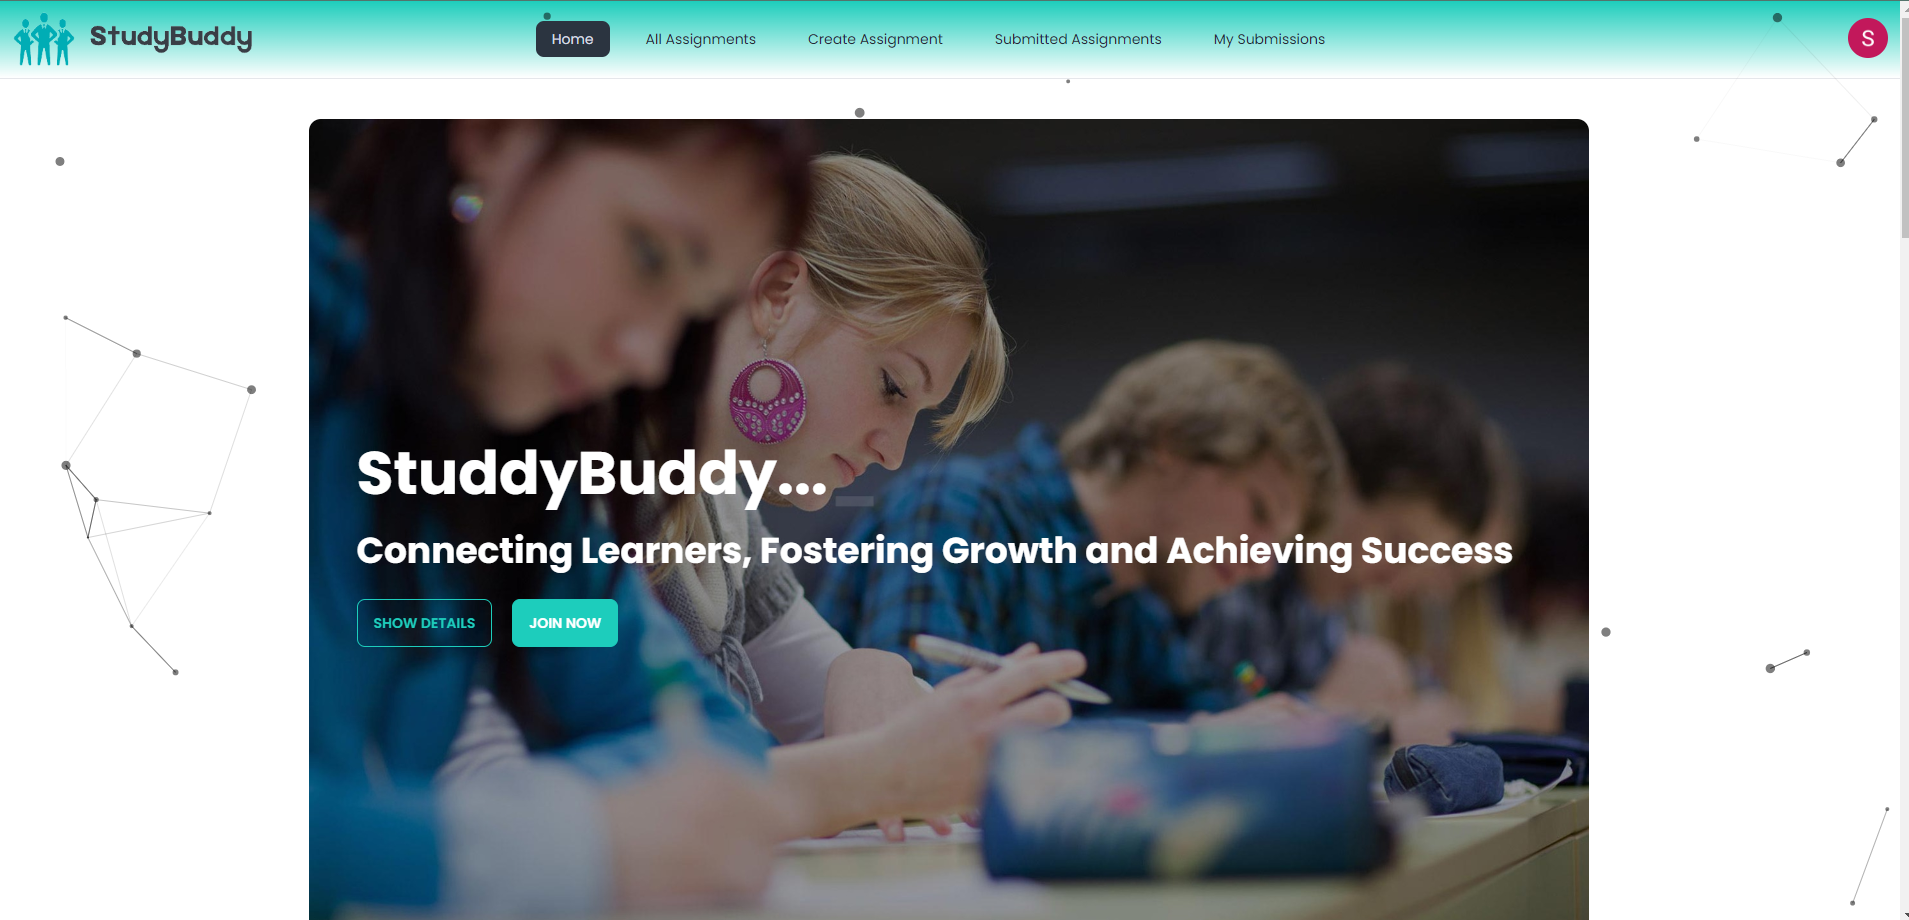 StudyBuddy
Home
All Assignments
Create Assignment
Submitted Assignments
My Submissions
S
StuddyBuddy..._
Connecting Learners, Fostering Growth and Achieving Success
SHOW DETAILS
JOIN NOW